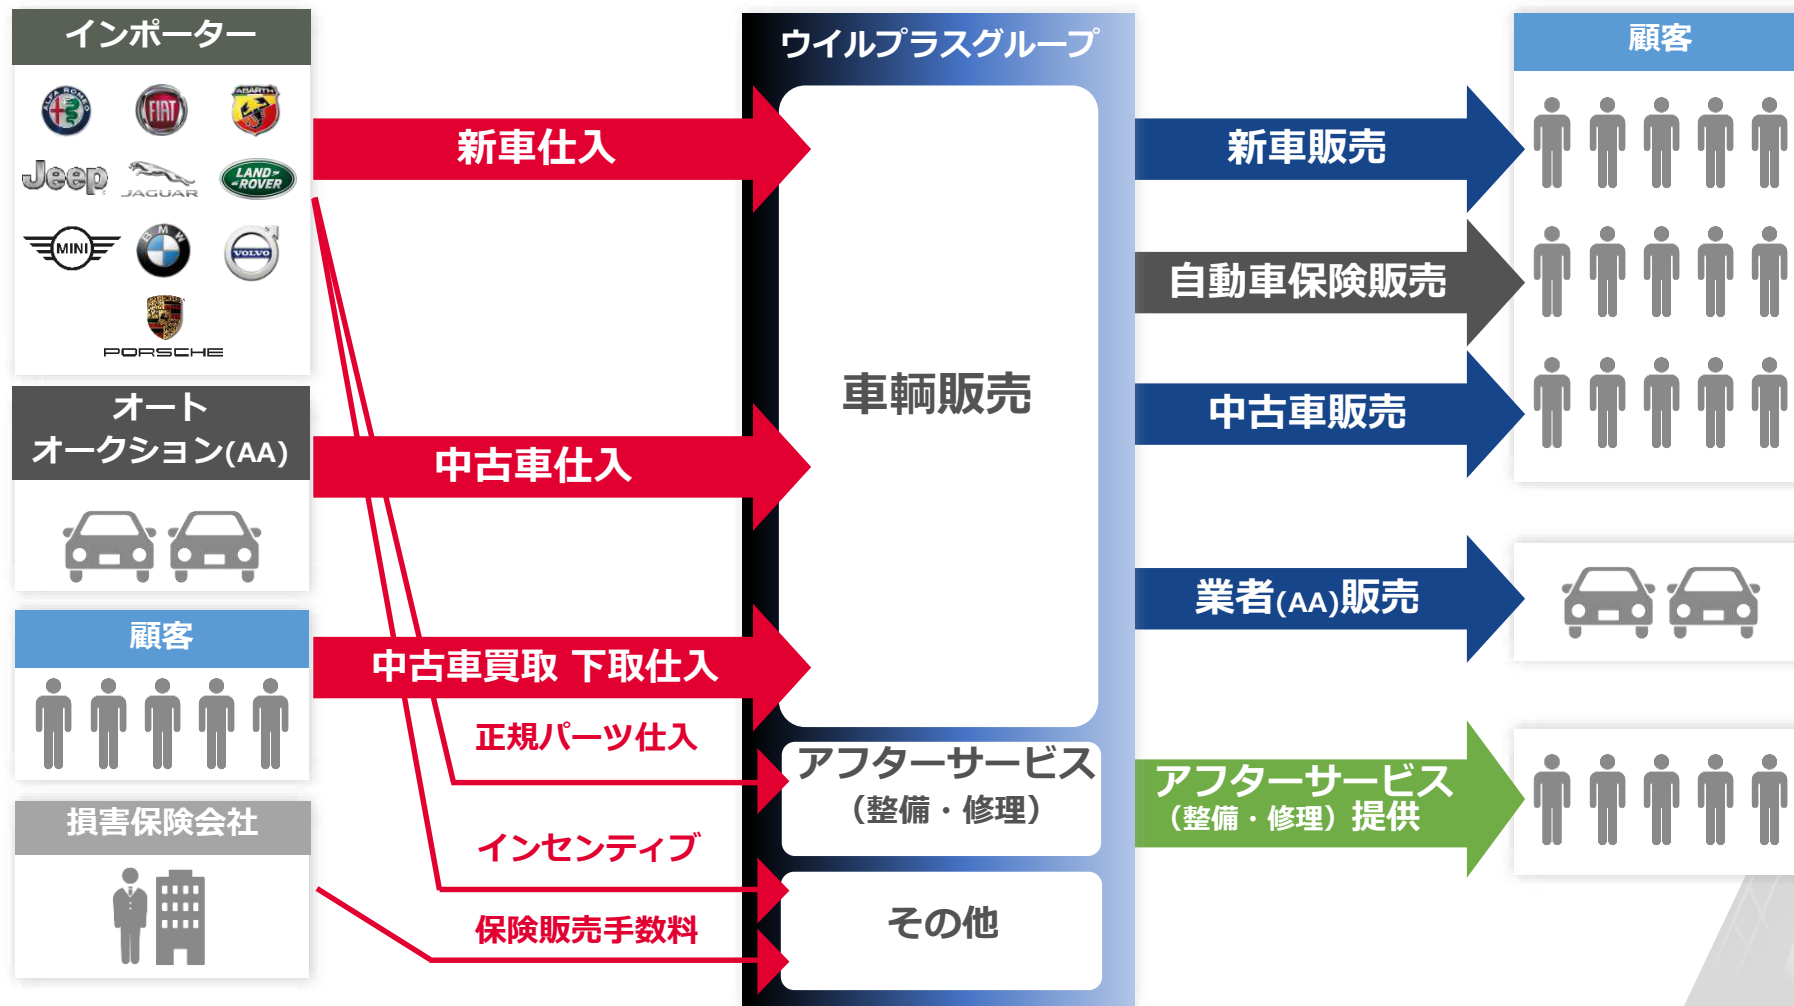 インポーター
ALFA ROMEO
FIAT
ABARTH
Jeep
JAGUAR
LAND-
-ROVER
MINI
BMW
VOLVO
PORSCHE
オート
オークション(AA)
顧客
損害保険会社
新車仕入
中古車仕入
中古車買取 下取仕入
正規パーツ仕入
インセンティブ
保険販売手数料
ウイルプラスグループ
車輌販売
アフターサービス
（整備・修理）
その他
新車販売
自動車保険販売
中古車販売
業者(AA)販売
アフターサービス
（整備・修理）提供
顧客